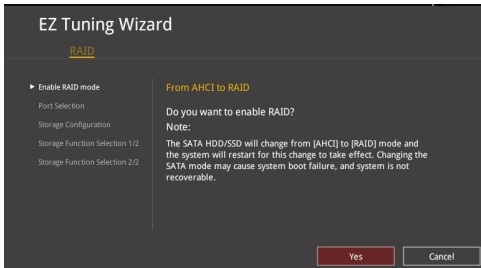 EZ Tuning Wizard
RAID
Enable RAID mode
Port Selection
Storage Configuration
Storage Function Selection 1/2
Storage Function Selection 2/2
From AHCI to RAID
Do you want to enable RAID?
Note:
The SATA HDD/SSD will change from [AHCI] to [RAID] mode and
the system will restart for this change to take effect. Changing the
SATA mode may cause system boot failure, and system is not
recoverable.
Yes
Cancel